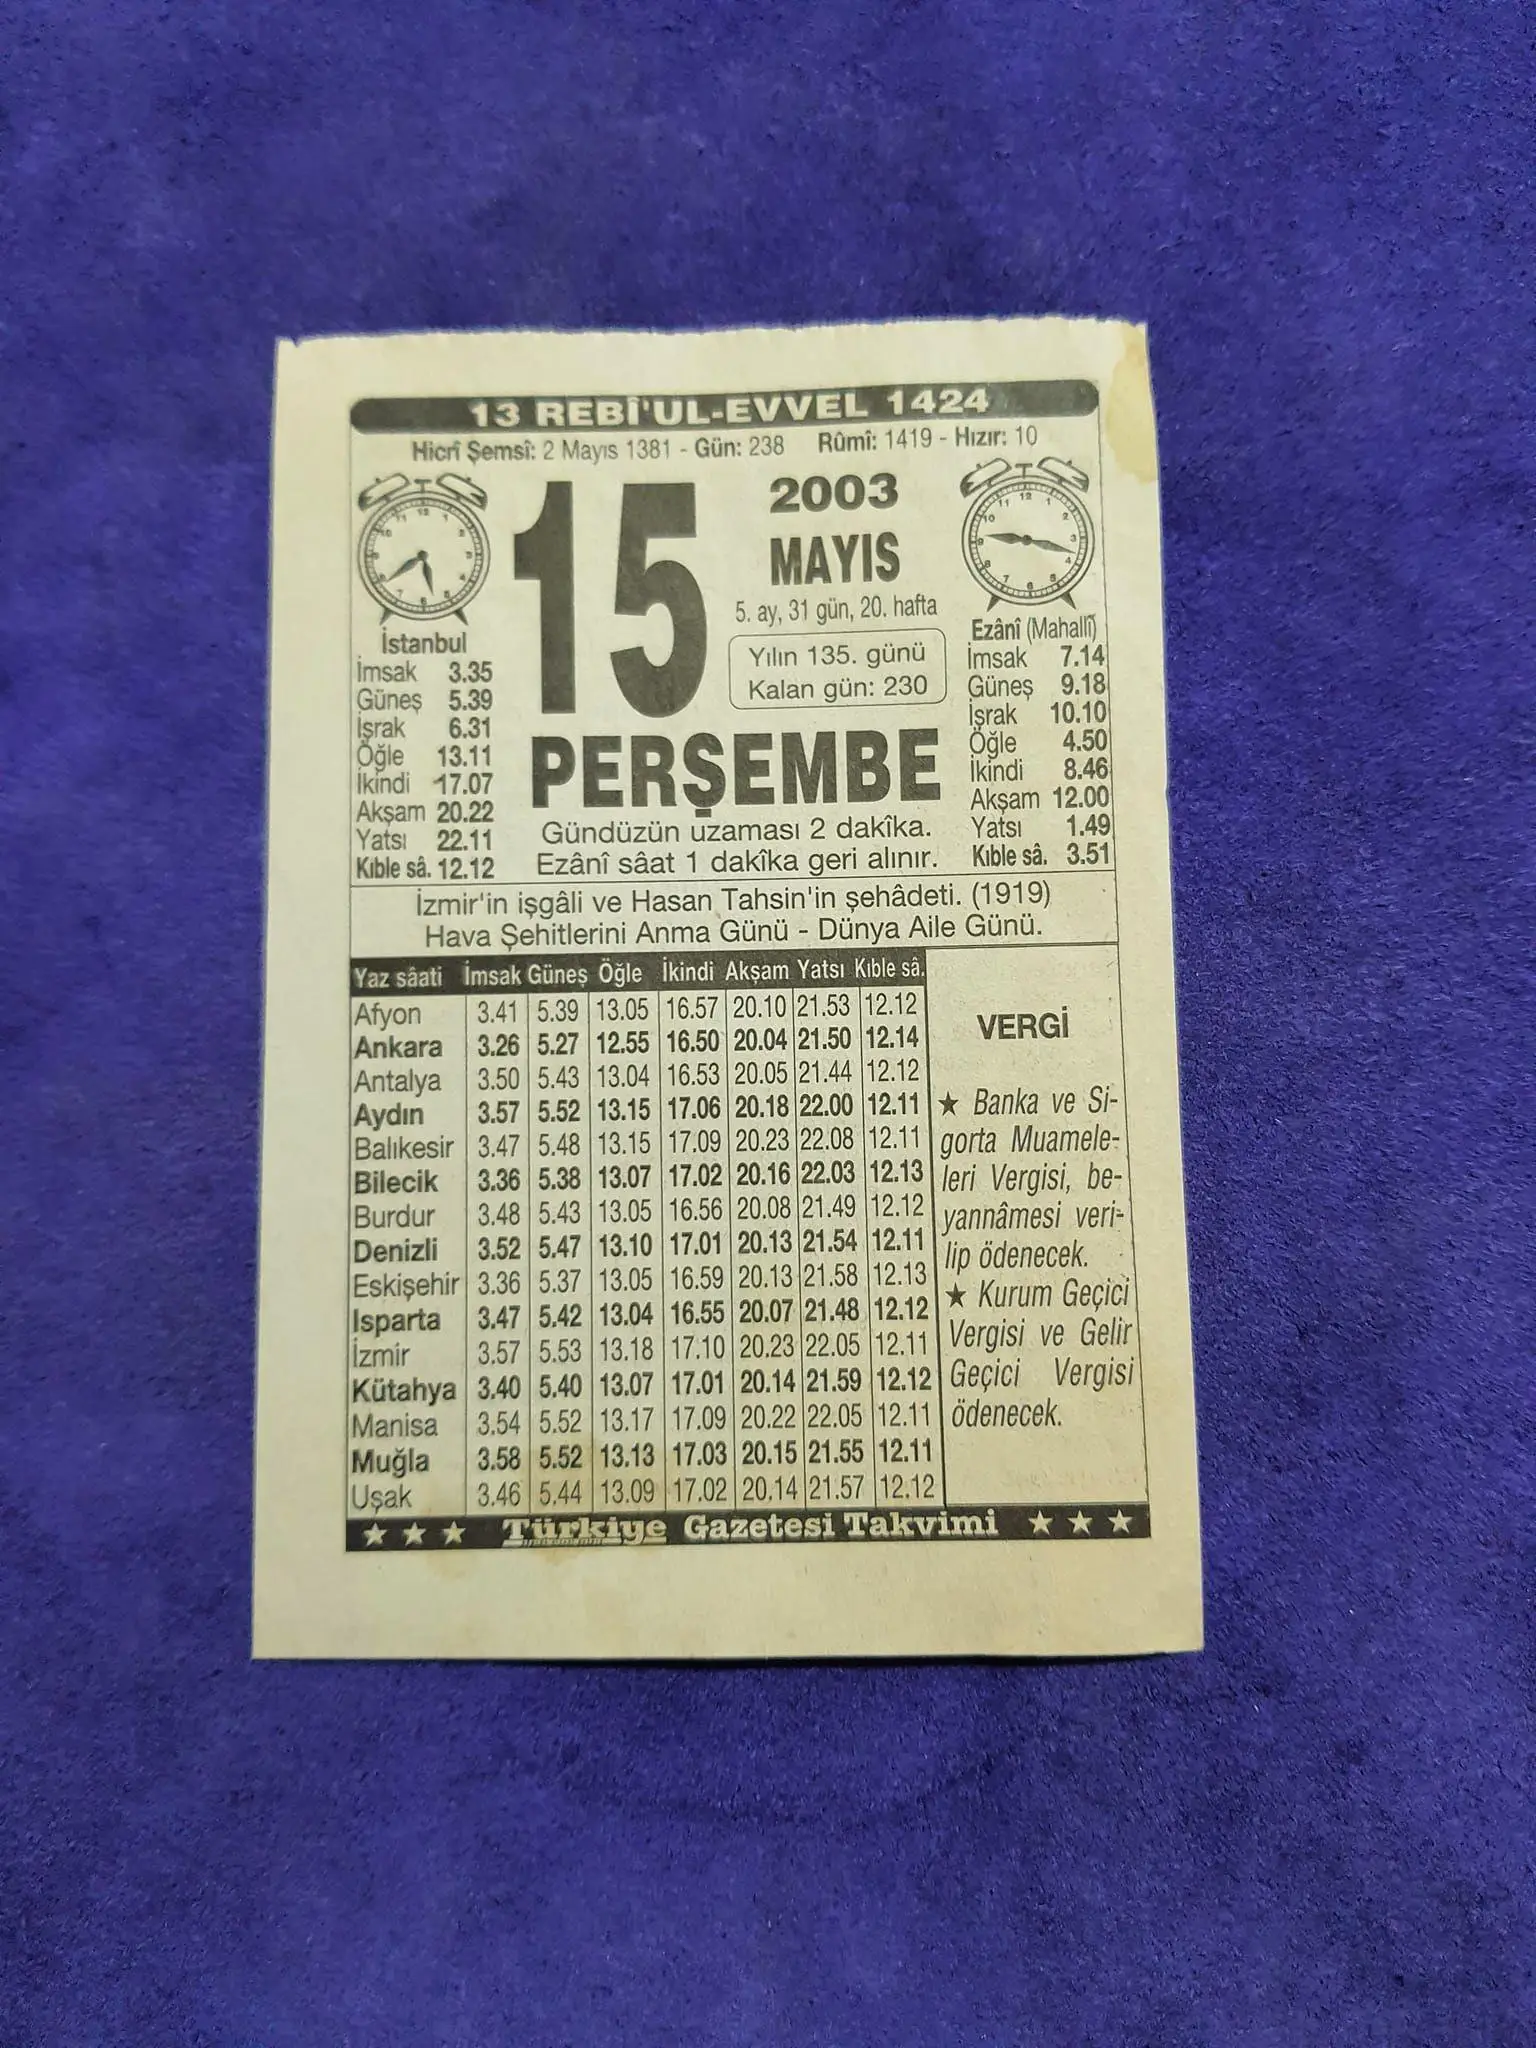 13 REBÎ'UL-EVVEL 1424
Hicrî Şemsî: 2 Mayıs 1381 - Gün: 238 Rûmî: 1419 - Hızır: 10
15
2003
MAYIS
5. ay, 31 gün, 20. hafta
Yılın 135. günü
Kalan gün: 230
PERŞEMBE
Gündüzün uzaması 2 dakîka.
Ezânî sâat 1 dakîka geri alınır.
İstanbul
İmsak 3.35
Güneş 5.39
İşrak 6.31
Öğle 13.11
İkindi 17.07
Akşam 20.22
Yatsı 22.11
Kıble sâ. 12.12
Ezânî (Mahallî)
İmsak 7.14
Güneş 9.18
İşrak 10.10
Öğle 4.50
İkindi 8.46
Akşam 12.00
Yatsı 1.49
Kıble sâ. 3.51
İzmir'in işgâli ve Hasan Tahsin'in şehâdeti. (1919)
Hava Şehitlerini Anma Günü - Dünya Aile Günü.
Yaz sâati İmsak Güneş Öğle İkindi Akşam Yatsı Kıble sâ.
Afyon 3.41 5.39 13.05 16.57 20.10 21.53 12.12
Ankara 3.26 5.27 12.55 16.50 20.04 21.50 12.14
Antalya 3.50 5.43 13.04 16.53 20.05 21.44 12.12
Aydın 3.57 5.52 13.15 17.06 20.18 22.00 12.11
Balıkesir 3.47 5.48 13.15 17.09 20.23 22.08 12.11
Bilecik 3.36 5.38 13.07 17.02 20.16 22.03 12.13
Burdur 3.48 5.43 13.05 16.56 20.08 21.49 12.12
Denizli 3.52 5.47 13.10 17.01 20.13 21.54 12.11
Eskişehir 3.36 5.37 13.05 16.59 20.13 21.58 12.13
Isparta 3.47 5.42 13.04 16.55 20.07 21.48 12.12
İzmir 3.57 5.53 13.18 17.10 20.23 22.05 12.11
Kütahya 3.40 5.40 13.07 17.01 20.14 21.59 12.12
Manisa 3.54 5.52 13.17 17.09 20.22 22.05 12.11
Muğla 3.58 5.52 13.13 17.03 20.15 21.55 12.11
Uşak 3.46 5.44 13.09 17.02 20.14 21.57 12.12
VERGİ
★ Banka ve Si-
gorta Muamele-
leri Vergisi, be-
yannâmesi veri-
lip ödenecek.
★ Kurum Geçici
Vergisi ve Gelir
Geçici Vergisi
ödenecek.
★ ★ ★ Türkiye Gazetesi Takvimi ★ ★ ★